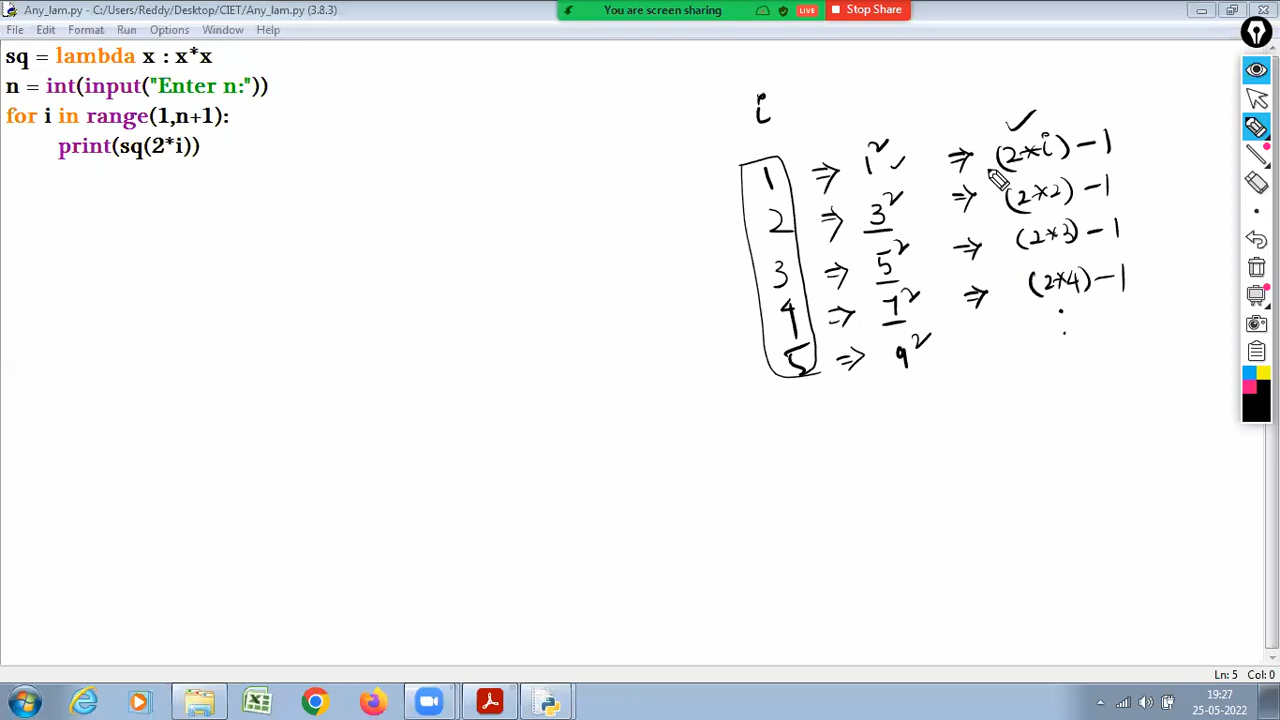 Any_lam.py - C:/Users/Reddy/Desktop/CIET/Any_lam.py (3.8.3)
You are screen sharing
LIVE
Stop Share
File Edit Format Run Options Window Help
sq = lambda x : x*x
n = int(input("Enter n:"))
for i in range(1,n+1):
print(sq(2*i))
i
1 ⇒ 1² ✓ ⇒ (2*i) - 1 ✓
2 ⇒ 3² ⇒ (2*2) - 1
3 ⇒ 5² ⇒ (2*3) - 1
4 ⇒ 7² ⇒ (2*4) - 1
5 ⇒ 9² :
Ln: 5 Col: 0
19:27
25-05-2022